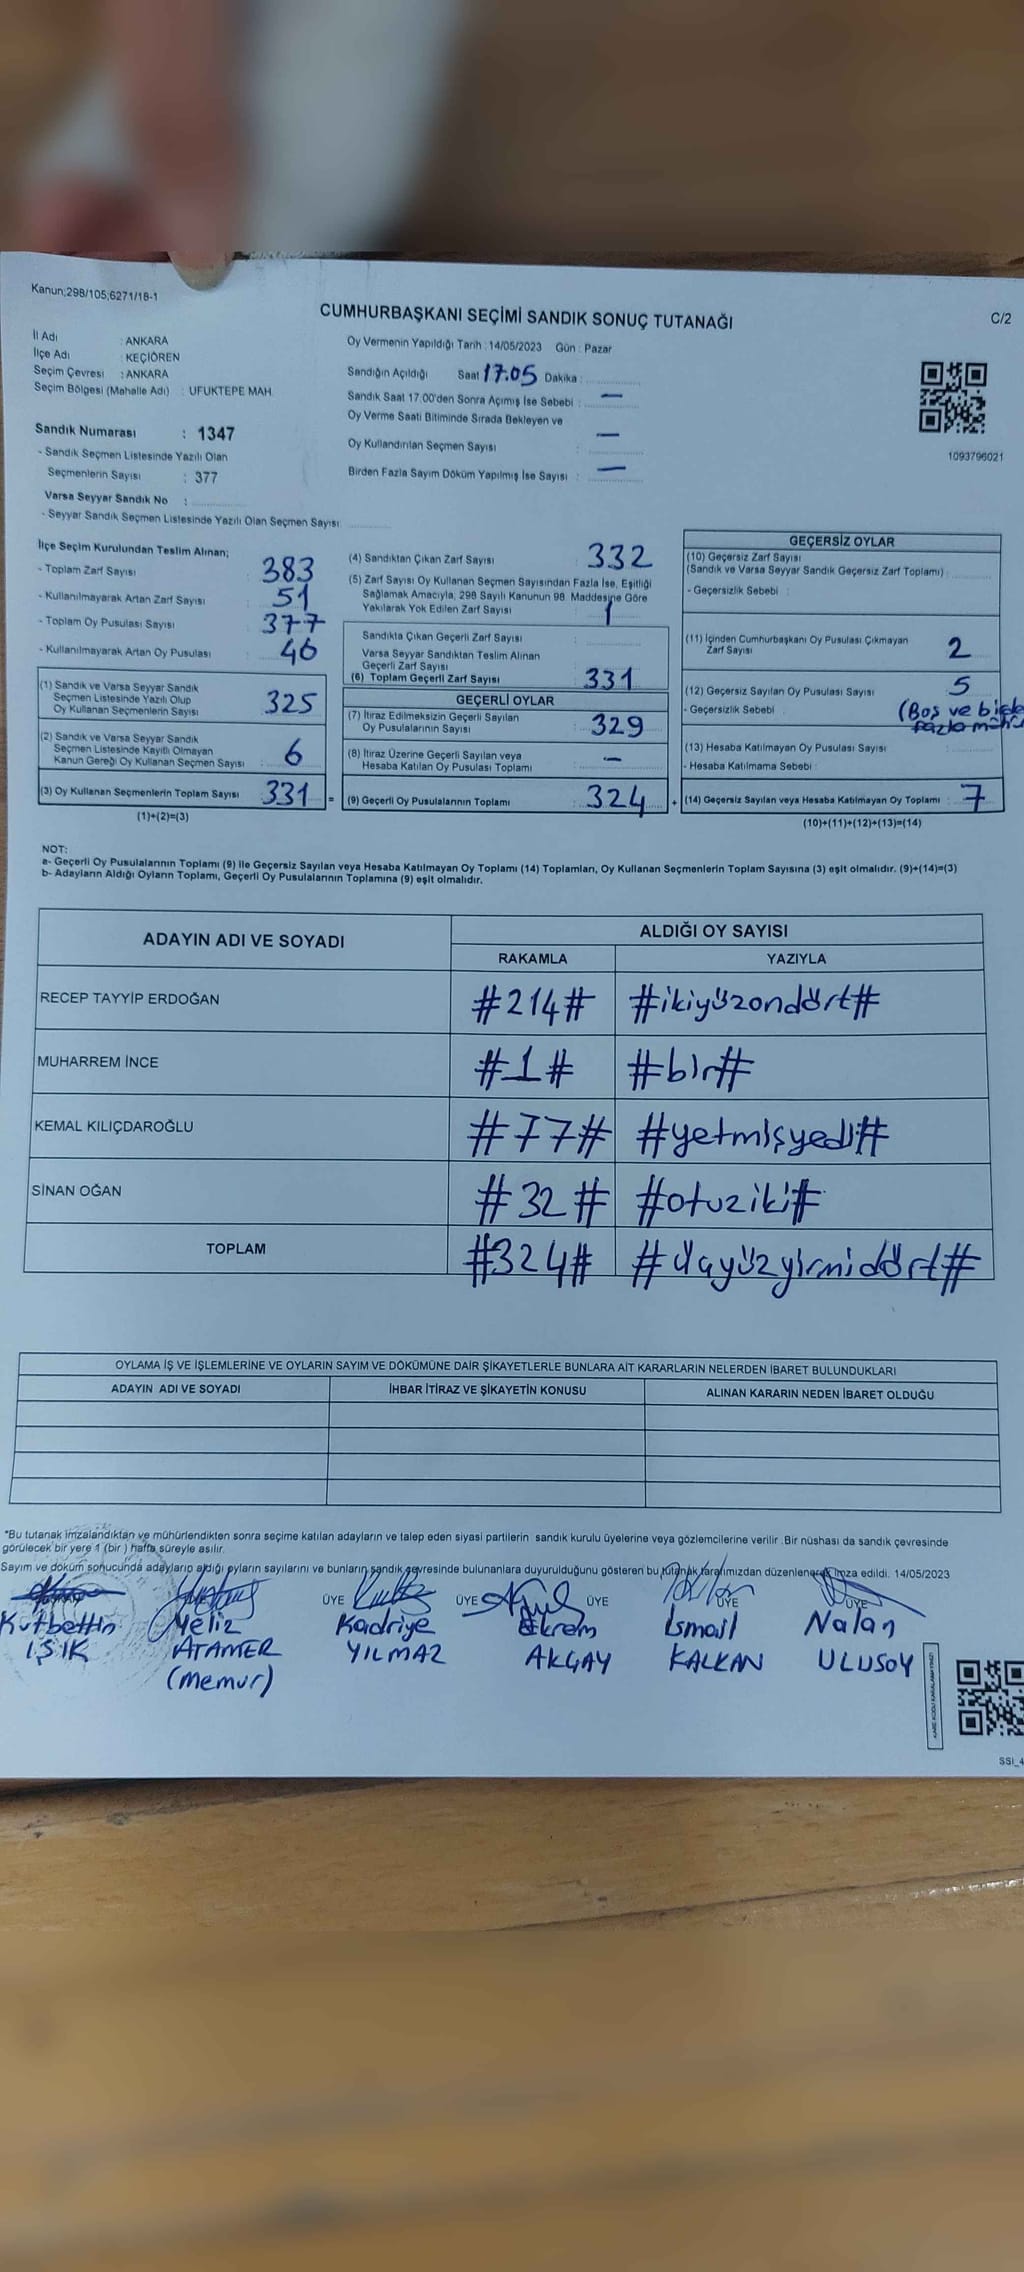 Kanun;298/105;6271/18-1
CUMHURBAŞKANI SEÇİMİ SANDIK SONUÇ TUTANAĞI
C/2
İl Adı : ANKARA
İlçe Adı : KEÇİÖREN
Seçim Çevresi : ANKARA
Seçim Bölgesi (Mahalle Adı) : UFUKTEPE MAH.
Oy Vermenin Yapıldığı Tarih : 14/05/2023 Gün : Pazar
Sandığın Açıldığı Saat 17.05 Dakika :
Sandık Saat 17.00'den Sonra Açımış İse Sebebi : —
Oy Verme Saati Bitiminde Sırada Bekleyen ve
Oy Kullandırılan Seçmen Sayısı : —
Birden Fazla Sayım Döküm Yapılmış İse Sayısı : —
1093796021
Sandık Numarası : 1347
- Sandık Seçmen Listesinde Yazılı Olan
Seçmenlerin Sayısı : 377
Varsa Seyyar Sandık No :
- Seyyar Sandık Seçmen Listesinde Yazılı Olan Seçmen Sayısı
İlçe Seçim Kurulundan Teslim Alınan;
- Toplam Zarf Sayısı : 383
- Kullanılmayarak Artan Zarf Sayısı : 51
- Toplam Oy Pusulası Sayısı : 377
- Kullanılmayarak Artan Oy Pusulası : 46
(1) Sandık ve Varsa Seyyar Sandık
Seçmen Listesinde Yazılı Olup
Oy Kullanan Seçmenlerin Sayısı : 325
(2) Sandık ve Varsa Seyyar Sandık
Seçmen Listesinde Kayıtlı Olmayan
Kanun Gereği Oy Kullanan Seçmen Sayısı : 6
(3) Oy Kullanan Seçmenlerin Toplam Sayısı : 331 =
(1)+(2)=(3)
(4) Sandıktan Çıkan Zarf Sayısı : 332
(5) Zarf Sayısı Oy Kullanan Seçmen Sayısından Fazla İse, Eşitliği
Sağlamak Amacıyla, 298 Sayılı Kanunun 98. Maddesine Göre
Yakılarak Yok Edilen Zarf Sayısı : 1
Sandıkta Çıkan Geçerli Zarf Sayısı :
Varsa Seyyar Sandıktan Teslim Alınan
Geçerli Zarf Sayısı :
(6) Toplam Geçerli Zarf Sayısı : 331
GEÇERLİ OYLAR
(7) İtiraz Edilmeksizin Geçerli Sayılan
Oy Pusulalarının Sayısı : 329
(8) İtiraz Üzerine Geçerli Sayılan veya
Hesaba Katılan Oy Pusulası Toplamı : —
(9) Geçerli Oy Pusulalarının Toplamı : 324 +
GEÇERSİZ OYLAR
(10) Geçersiz Zarf Sayısı
(Sandık ve Varsa Seyyar Sandık Geçersiz Zarf Toplamı) :
- Geçersizlik Sebebi :
(11) İçinden Cumhurbaşkanı Oy Pusulası Çıkmayan
Zarf Sayısı : 2
(12) Geçersiz Sayılan Oy Pusulası Sayısı : 5
- Geçersizlik Sebebi : (Boş ve birde
fazla mühü
(13) Hesaba Katılmayan Oy Pusulası Sayısı :
- Hesaba Katılmama Sebebi :
(14) Geçersiz Sayılan veya Hesaba Katılmayan Oy Toplamı : 7
(10)+(11)+(12)+(13)=(14)
NOT:
a- Geçerli Oy Pusulalarının Toplamı (9) ile Geçersiz Sayılan veya Hesaba Katılmayan Oy Toplamı (14) Toplamları, Oy Kullanan Seçmenlerin Toplam Sayısına (3) eşit olmalıdır. (9)+(14)=(3)
b- Adayların Aldığı Oyların Toplamı, Geçerli Oy Pusulalarının Toplamına (9) eşit olmalıdır.
ADAYIN ADI VE SOYADI ALDIĞI OY SAYISI
RAKAMLA YAZIYLA
RECEP TAYYİP ERDOĞAN #214# #ikiyüzondört#
MUHARREM İNCE #1# #bir#
KEMAL KILIÇDAROĞLU #77# #yetmişyedi#
SİNAN OĞAN #32# #otuziki#
TOPLAM #324# #üçyüzyirmidört#
OYLAMA İŞ VE İŞLEMLERİNE VE OYLARIN SAYIM VE DÖKÜMÜNE DAİR ŞİKAYETLERLE BUNLARA AİT KARARLARIN NELERDEN İBARET BULUNDUKLARI
ADAYIN ADI VE SOYADI İHBAR İTİRAZ VE ŞİKAYETİN KONUSU ALINAN KARARIN NEDEN İBARET OLDUĞU
*Bu tutanak imzalandıktan ve mühürlendikten sonra seçime katılan adayların ve talep eden siyasi partilerin sandık kurulu üyelerine veya gözlemcilerine verilir. Bir nüshası da sandık çevresinde
görülecek bir yere 1 (bir) hafta süreyle asılır.
Sayım ve döküm sonucunda adayların aldığı oyların sayılarını ve bunların sandık çevresinde bulunanlara duyurulduğunu gösteren bu tutanak tarafımızdan düzenlenerek imza edildi. 14/05/2023
ÜYE ÜYE ÜYE ÜYE ÜYE
Kutbettin Yeliz Kadriye Ekrem İsmail Nalan
IŞIK ATAMER YILMAZ AKÇAY KALKAN ULUSOY
(memur)
SSİ_4